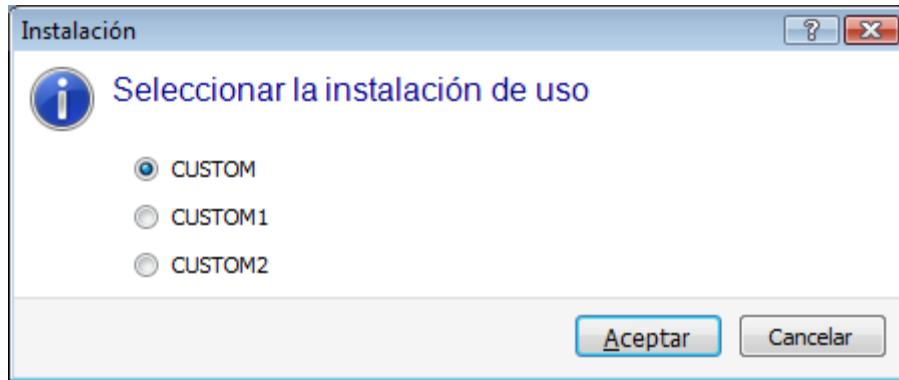 Instalación
?
Seleccionar la instalación de uso
CUSTOM
CUSTOM1
CUSTOM2
Aceptar
Cancelar